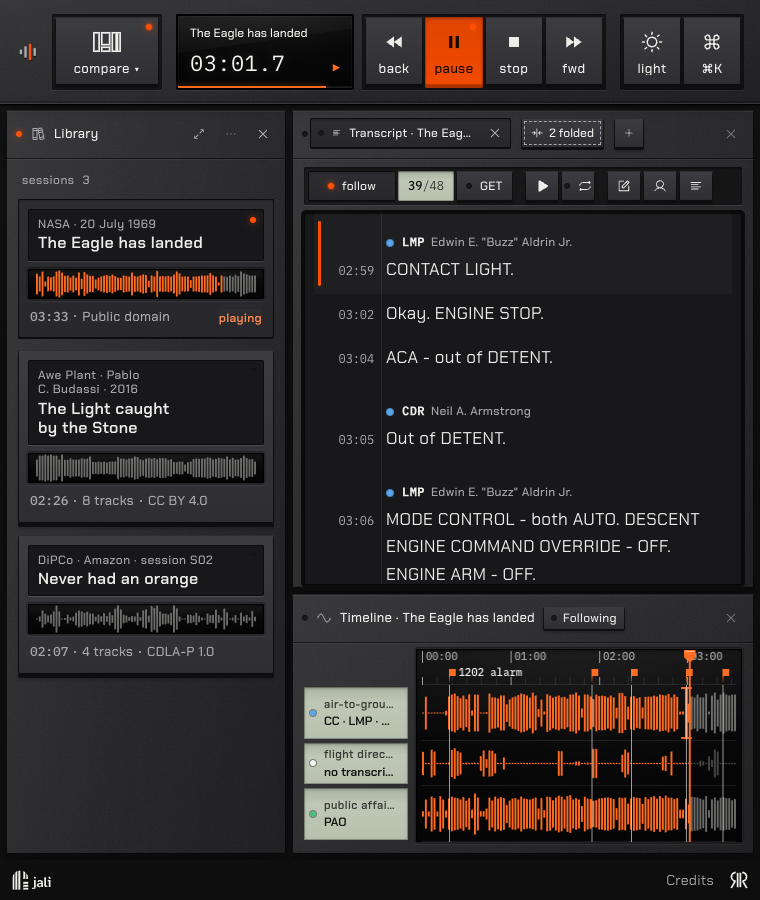 The Eagle has landed
03:01.7
compare
back
pause
stop
fwd
light
⌘K
Library
sessions 3
NASA · 20 July 1969
The Eagle has landed
03:33 · Public domain
playing
Awe Plant · Pablo
C. Budassi · 2016
The Light caught
by the Stone
02:26 · 8 tracks · CC BY 4.0
DiPCo · Amazon · session S02
Never had an orange
02:07 · 4 tracks · CDLA-P 1.0
Transcript · The Eag...
2 folded
follow
39/48
GET
LMP Edwin E. "Buzz" Aldrin Jr.
02:59 CONTACT LIGHT.
03:02 Okay. ENGINE STOP.
03:04 ACA - out of DETENT.
CDR Neil A. Armstrong
03:05 Out of DETENT.
LMP Edwin E. "Buzz" Aldrin Jr.
03:06 MODE CONTROL - both AUTO. DESCENT
ENGINE COMMAND OVERRIDE - OFF.
ENGINE ARM - OFF.
Timeline · The Eagle has landed
Following
00:00 01:00 02:00 03:00
1202 alarm
air-to-grou...
CC · LMP · ...
flight direc...
no transcri...
public affai...
PAO
jali
Credits